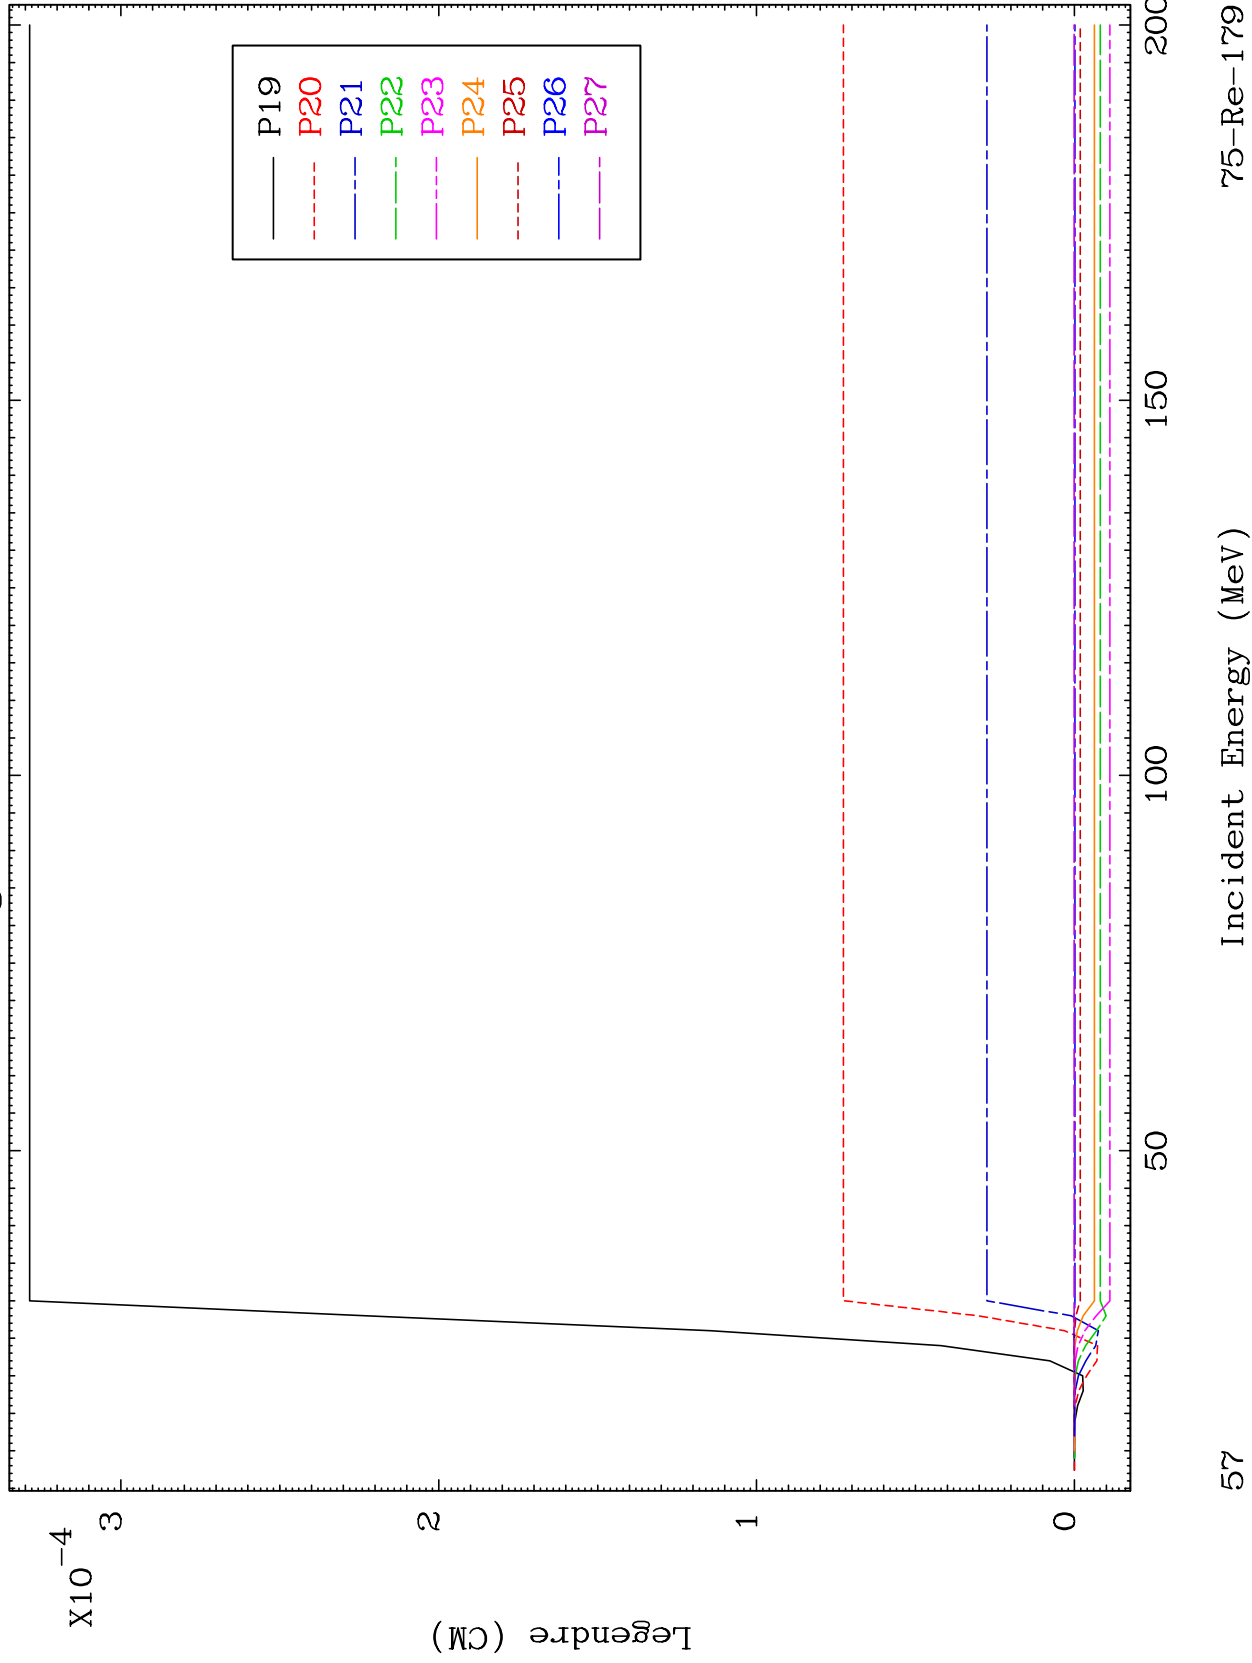 X10-4
3
2
1
0
Legendre (CM)
P19
P20
P21
P22
P23
P24
P25
P26
P27
50
100
150
200
Incident Energy (MeV)
57
75-Re-179